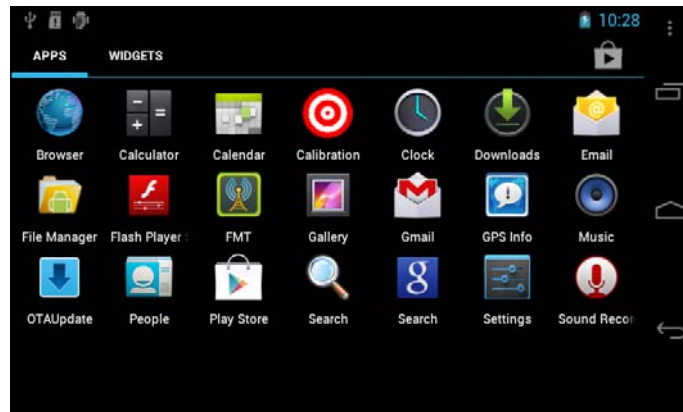 10:28
APPS WIDGETS
Browser Calculator Calendar Calibration Clock Downloads Email
File Manager Flash Player FMT Gallery Gmail GPS Info Music
OTAUpdate People Play Store Search Search Settings Sound Recor